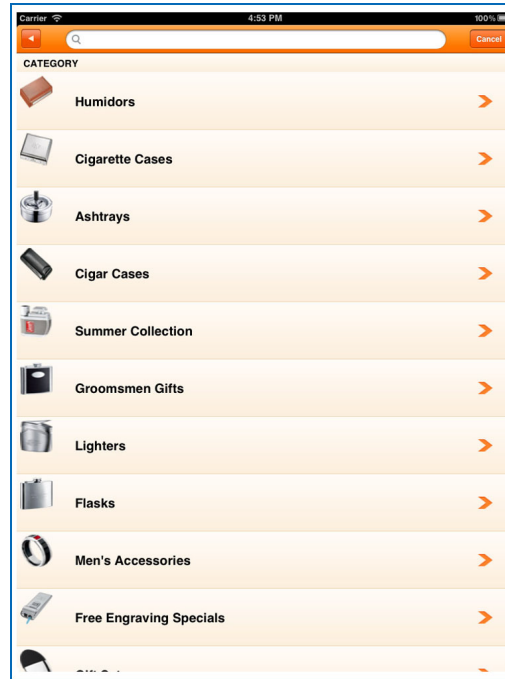 Carrier 4:53 PM 100%
Cancel
CATEGORY
Humidors
Cigarette Cases
Ashtrays
Cigar Cases
Summer Collection
Groomsmen Gifts
Lighters
Flasks
Men's Accessories
Free Engraving Specials